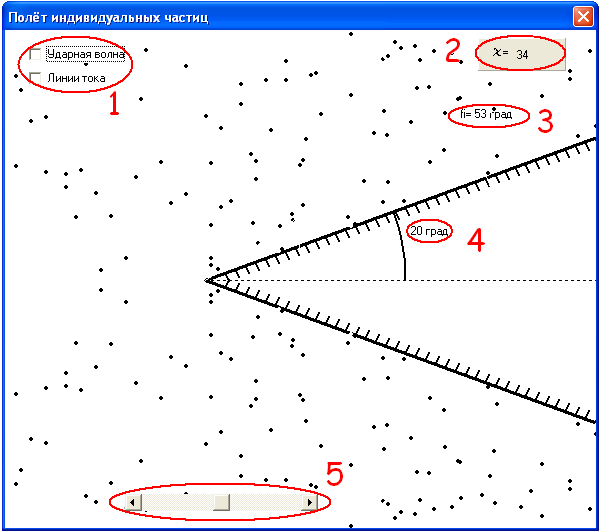 Полёт индивидуальных частиц
Ударная волна
Линии тока
1
2
x= 34
fi= 53 град
3
20 град
4
5